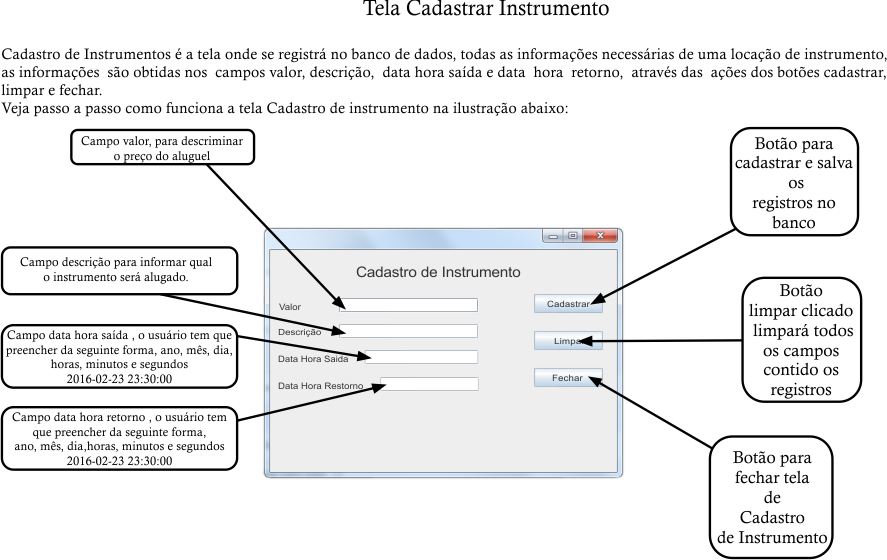 Tela Cadastrar Instrumento
Cadastro de Instrumentos é a tela onde se registrá no banco de dados, todas as informações necessárias de uma locação de instrumento,
as informações são obtidas nos campos valor, descrição, data hora saída e data hora retorno, através das ações dos botões cadastrar,
limpar e fechar.
Veja passo a passo como funciona a tela Cadastro de instrumento na ilustração abaixo:
Campo valor, para descriminar
o preço do aluguel
Campo descrição para informar qual
o instrumento será alugado.
Campo data hora saída , o usuário tem que
preencher da seguinte forma, ano, mês, dia,
horas, minutos e segundos
2016-02-23 23:30:00
Campo data hora retorno , o usuário tem
que preencher da seguinte forma,
ano, mês, dia,horas, minutos e segundos
2016-02-23 23:30:00
Cadastro de Instrumento
Valor
Descrição
Data Hora Saida
Data Hora Restorno
Cadastrar
Limpar
Fechar
Botão para
cadastrar e salva
os
registros no
banco
Botão
limpar clicado
limpará todos
os campos
contido os
registros
Botão para
fechar tela
de
Cadastro
de Instrumento